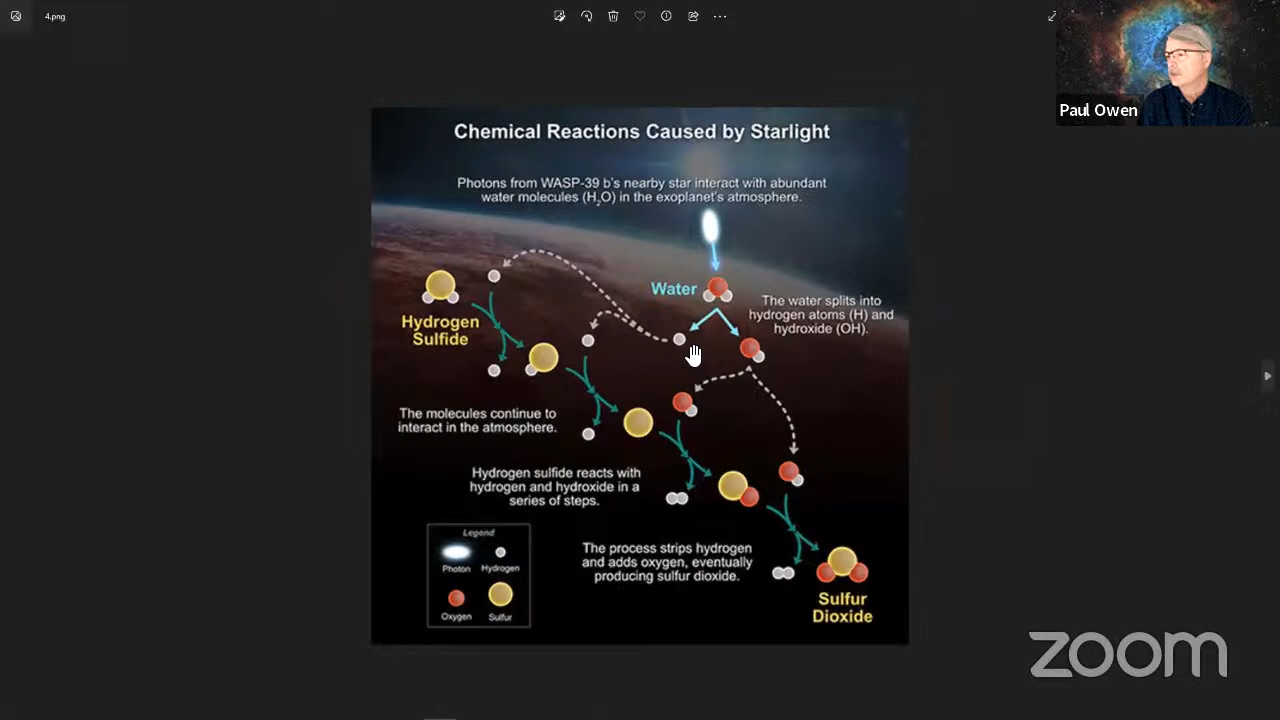 4.png
Paul Owen
Chemical Reactions Caused by Starlight
Photons from WASP-39 b's nearby star interact with abundant
water molecules (H₂O) in the exoplanet's atmosphere.
Water
The water splits into
hydrogen atoms (H) and
hydroxide (OH).
Hydrogen
Sulfide
The molecules continue to
interact in the atmosphere.
Hydrogen sulfide reacts with
hydrogen and hydroxide in a
series of steps.
The process strips hydrogen
and adds oxygen, eventually
producing sulfur dioxide.
Legend
Photon
Hydrogen
Oxygen
Sulfur
Sulfur
Dioxide
zoom